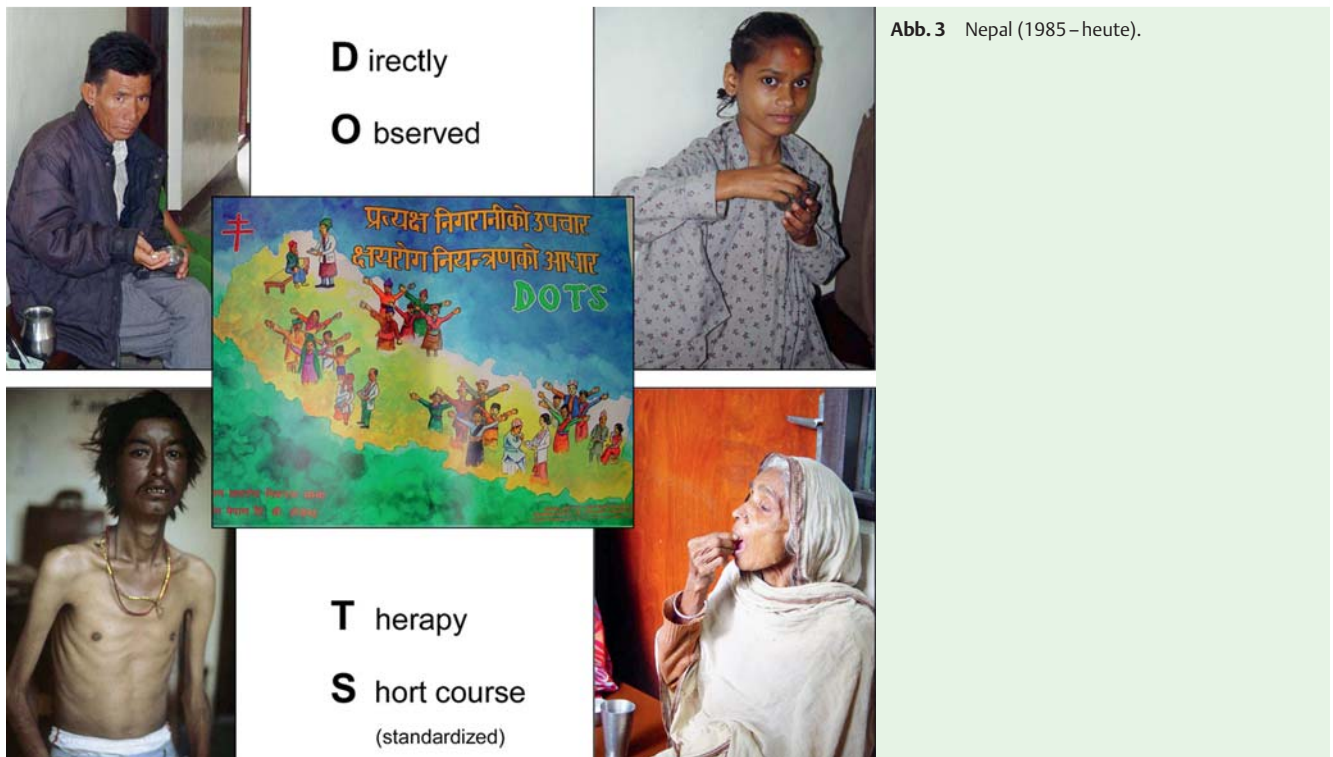 D irectly
O bserved
प्रत्यक्ष निगरानीको उपचार
क्षयरोग नियन्त्रणको आधार
DOTS
T herapy
S hort course
(standardized)
Abb. 3 Nepal (1985 – heute).